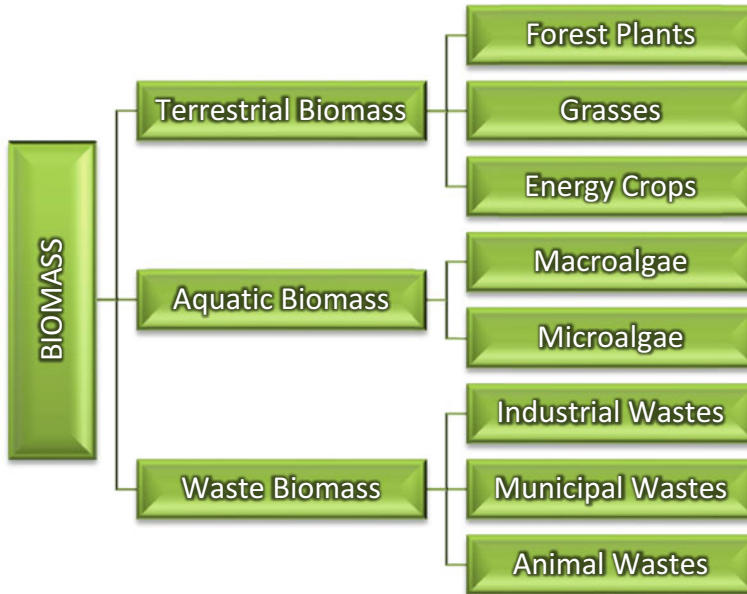 BIOMASS
Terrestrial Biomass
Forest Plants
Grasses
Energy Crops
Aquatic Biomass
Macroalgae
Microalgae
Waste Biomass
Industrial Wastes
Municipal Wastes
Animal Wastes